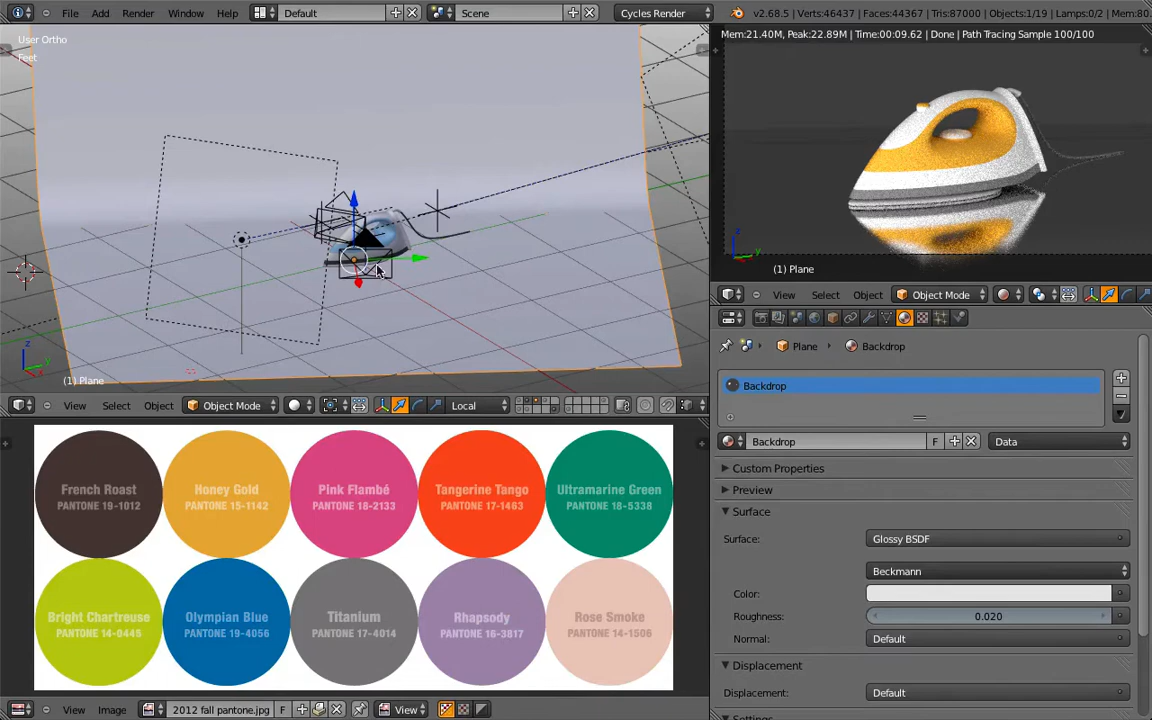 File Add Render Window Help Default Scene Cycles Render v2.68.5 | Verts:46437 | Faces:44367 | Tris:87000 | Objects:1/19 | Lamps:0/2 | Mem:80.
User Ortho
Feet
Mem:21.40M, Peak:22.89M | Time:00:09.62 | Done | Path Tracing Sample 100/100
z
y
(1) Plane
View Select Object Object Mode
z
y
x
(1) Plane
View Select Object Object Mode Local
Plane Backdrop
Backdrop
Backdrop F Data
Custom Properties
Preview
Surface
Surface: Glossy BSDF
Beckmann
Color:
Roughness: 0.020
Normal: Default
Displacement
Displacement: Default
Settings
French Roast
PANTONE 19-1012
Honey Gold
PANTONE 15-1142
Pink Flambé
PANTONE 18-2133
Tangerine Tango
PANTONE 17-1463
Ultramarine Green
PANTONE 18-5338
Bright Chartreuse
PANTONE 14-0445
Olympian Blue
PANTONE 19-4056
Titanium
PANTONE 17-4014
Rhapsody
PANTONE 16-3817
Rose Smoke
PANTONE 14-1506
View Image 2012 fall pantone.jpg F View